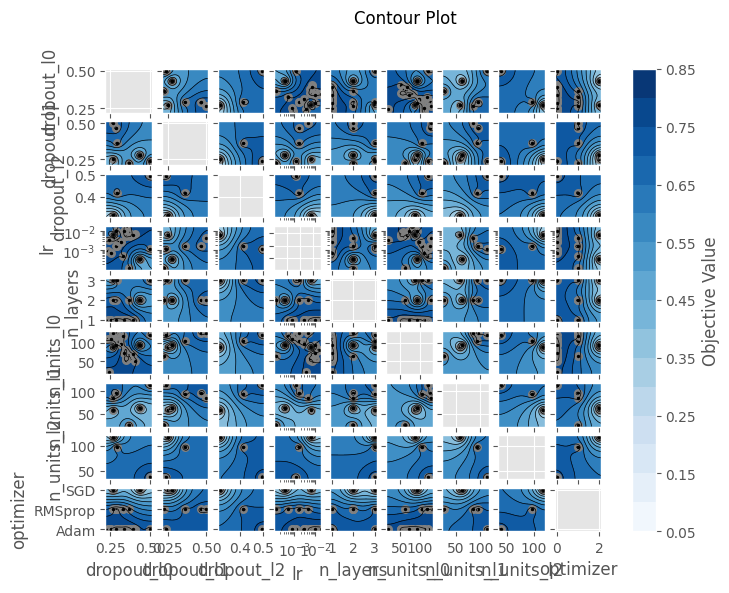 Contour Plot
dropout_l0
0.50
0.25
dropout_l1
0.50
0.25
dropout_l2
0.5
0.4
lr
10⁻²
10⁻³
n_layers
3
2
1
n_units_l0
100
50
n_units_l1
100
50
n_units_l2
100
50
optimizer
SGD
RMSprop
Adam
0.25 0.50 0.25 0.50 0.4 0.5 10⁻³ 10⁻² 1 2 3 50 100 50 100 50 100 0 2
dropout_l0 dropout_l1 dropout_l2 lr n_layers n_units_l0 n_units_l1 n_units_l2 optimizer
0.85
0.75
0.65
0.55
0.45
0.35
0.25
0.15
0.05
Objective Value